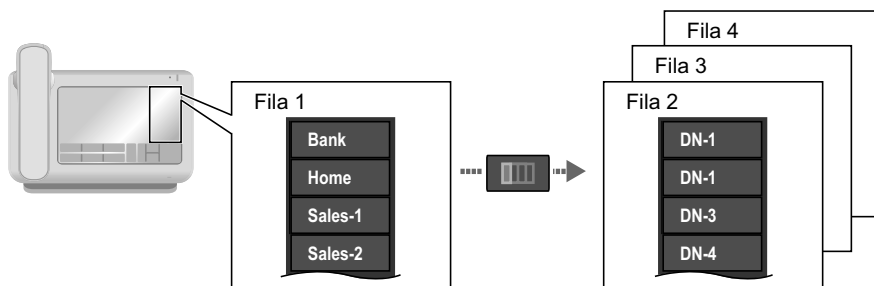 Fila 1
Bank
Home
Sales-1
Sales-2
Fila 4
Fila 3
Fila 2
DN-1
DN-1
DN-3
DN-4